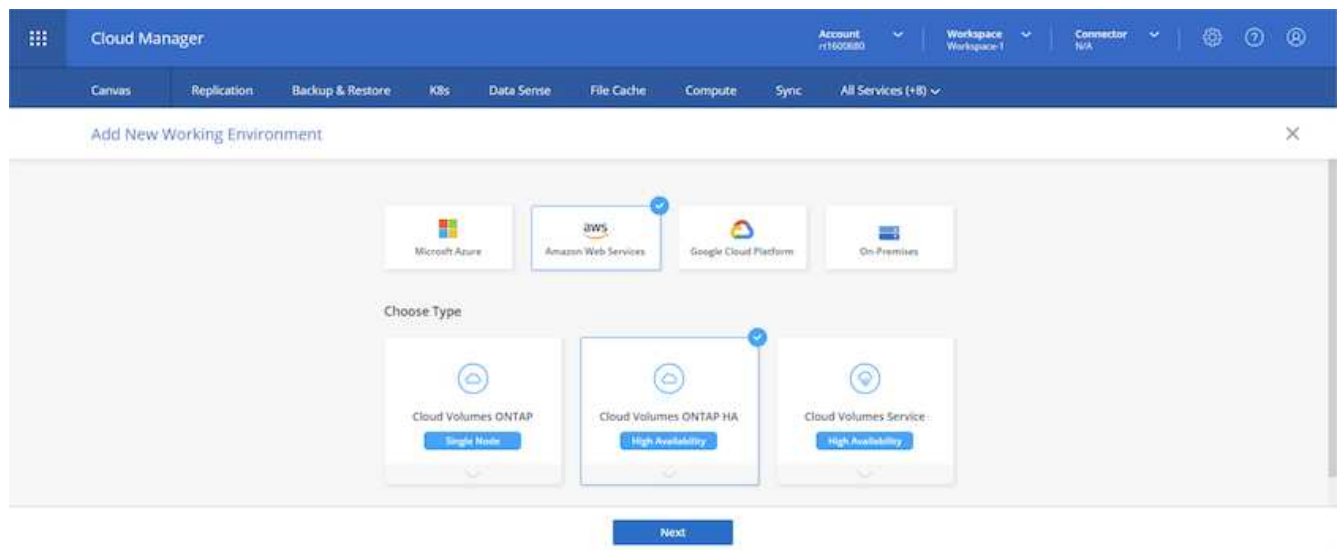 Cloud Manager
Account
rt1600680
Workspace
Workspace-1
Connector
N/A
Canvas Replication Backup & Restore K8s Data Sense File Cache Compute Sync All Services (+8)
Add New Working Environment
aws
Microsoft Azure Amazon Web Services Google Cloud Platform On-Premises
Choose Type
Cloud Volumes ONTAP Cloud Volumes ONTAP HA Cloud Volumes Service
Single Node High Availability High Availability
Next